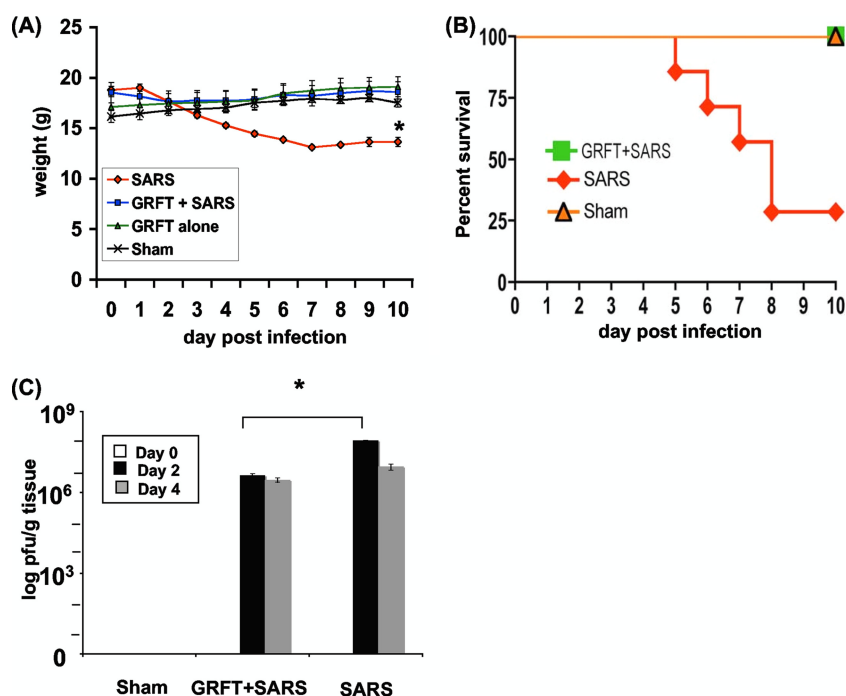 (A)
25
20
15
10
5
0
weight (g)
*
SARS
GRFT + SARS
GRFT alone
Sham
0 1 2 3 4 5 6 7 8 9 10
day post infection
(B)
100
75
50
25
0
Percent survival
GRFT+SARS
SARS
Sham
0 1 2 3 4 5 6 7 8 9 10
day post infection
(C)
10⁹
10⁶
10³
0
log pfu/g tissue
*
Day 0
Day 2
Day 4
Sham GRFT+SARS SARS